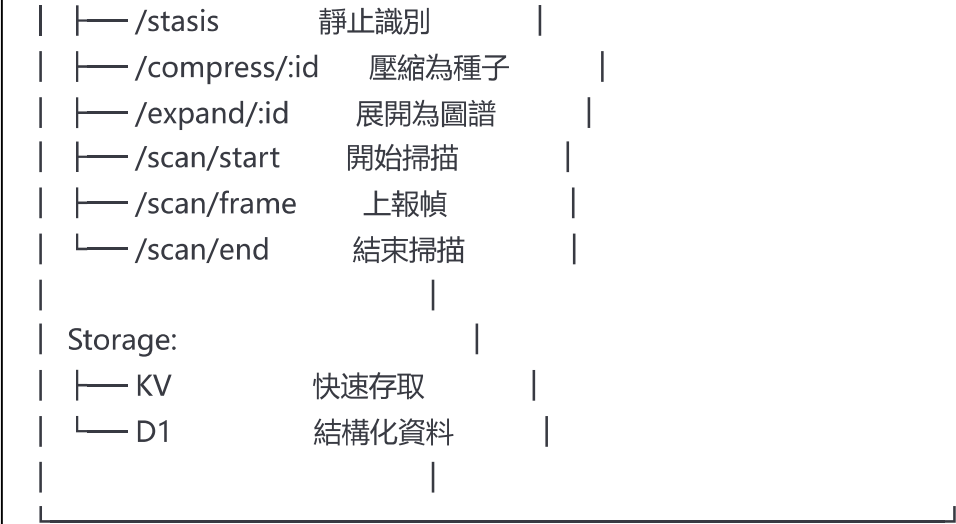 │ ├── /stasis 靜止識別 │
│ ├── /compress/:id 壓縮為種子 │
│ ├── /expand/:id 展開為圖譜 │
│ ├── /scan/start 開始掃描 │
│ ├── /scan/frame 上報幀 │
│ └── /scan/end 結束掃描 │
│ │
│ Storage: │
│ ├── KV 快速存取 │
│ └── D1 結構化資料 │
│ │
└──────────────────────────────┘